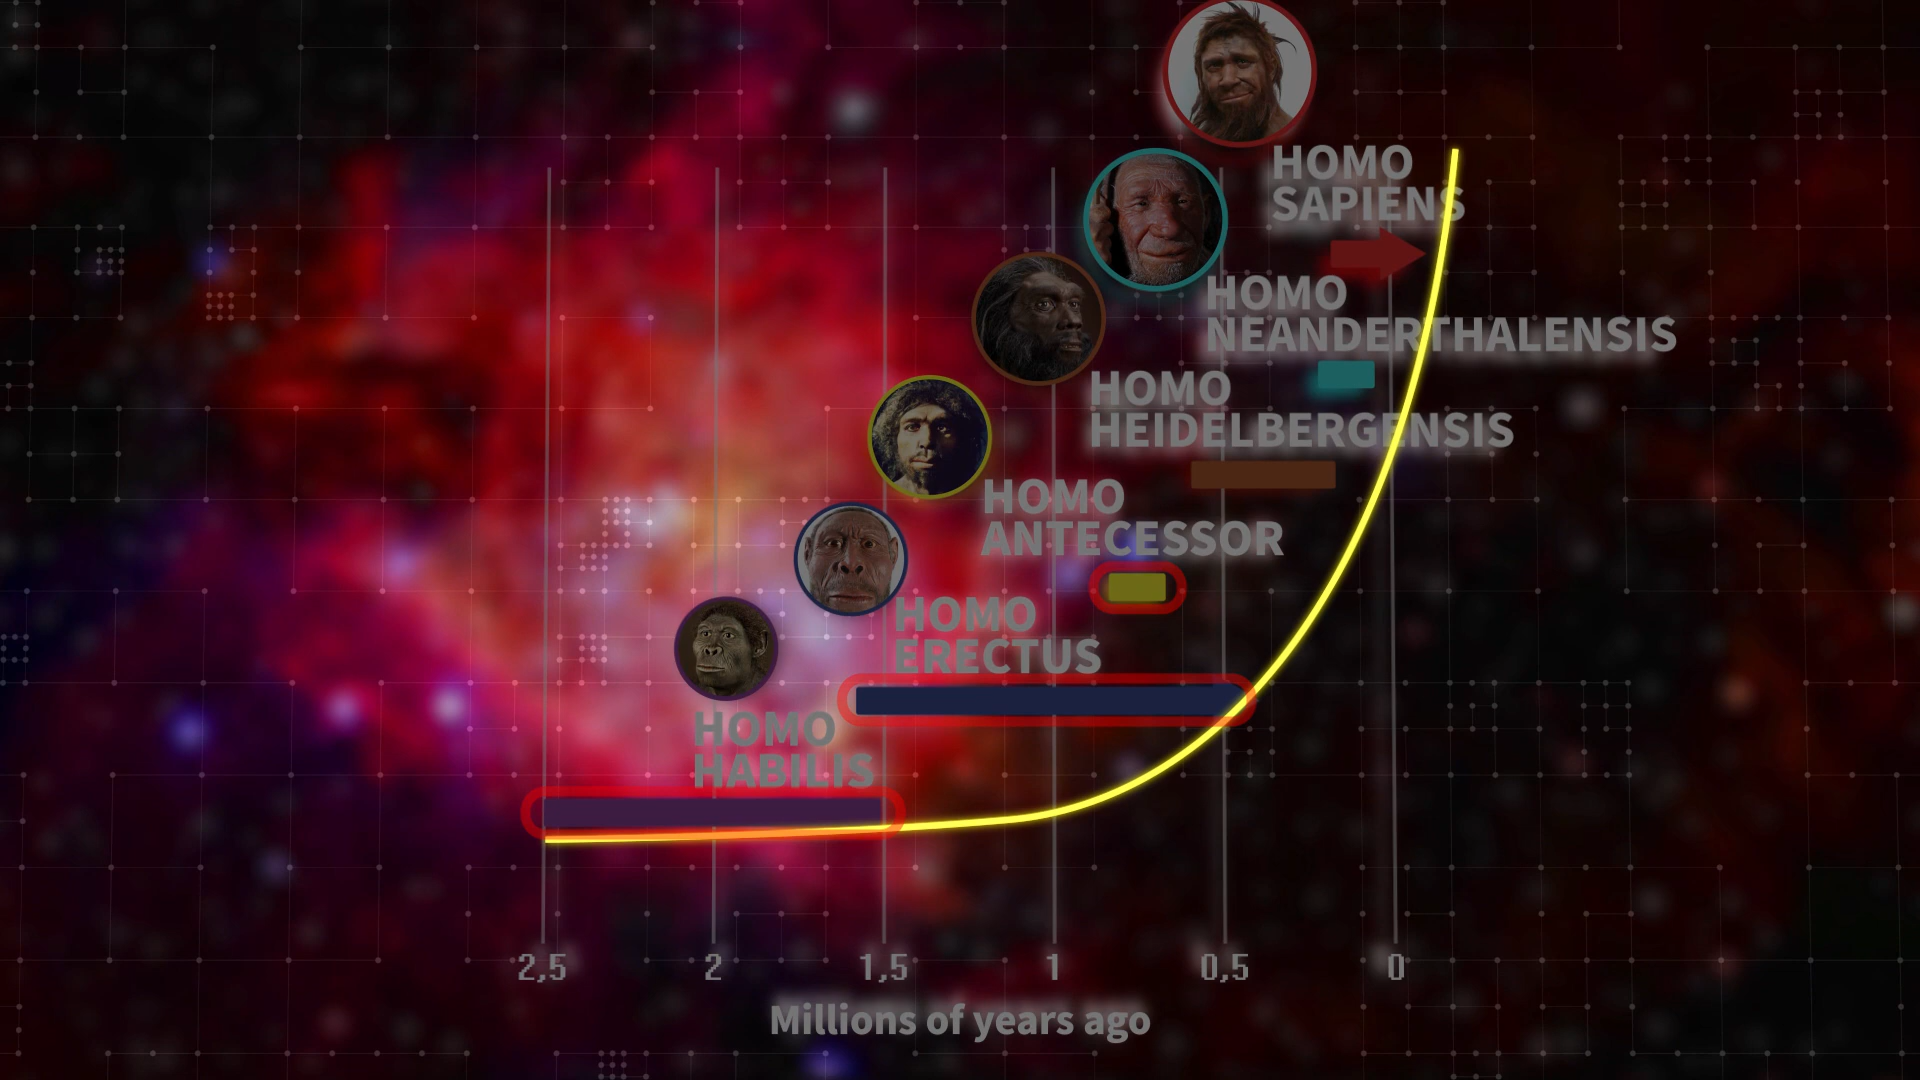 HOMO
SAPIENS
HOMO
NEANDERTHALENSIS
HOMO
HEIDELBERGENSIS
HOMO
ANTECESSOR
HOMO
ERECTUS
HOMO
HABILIS
2,5 2 1,5 1 0,5 0
Millions of years ago